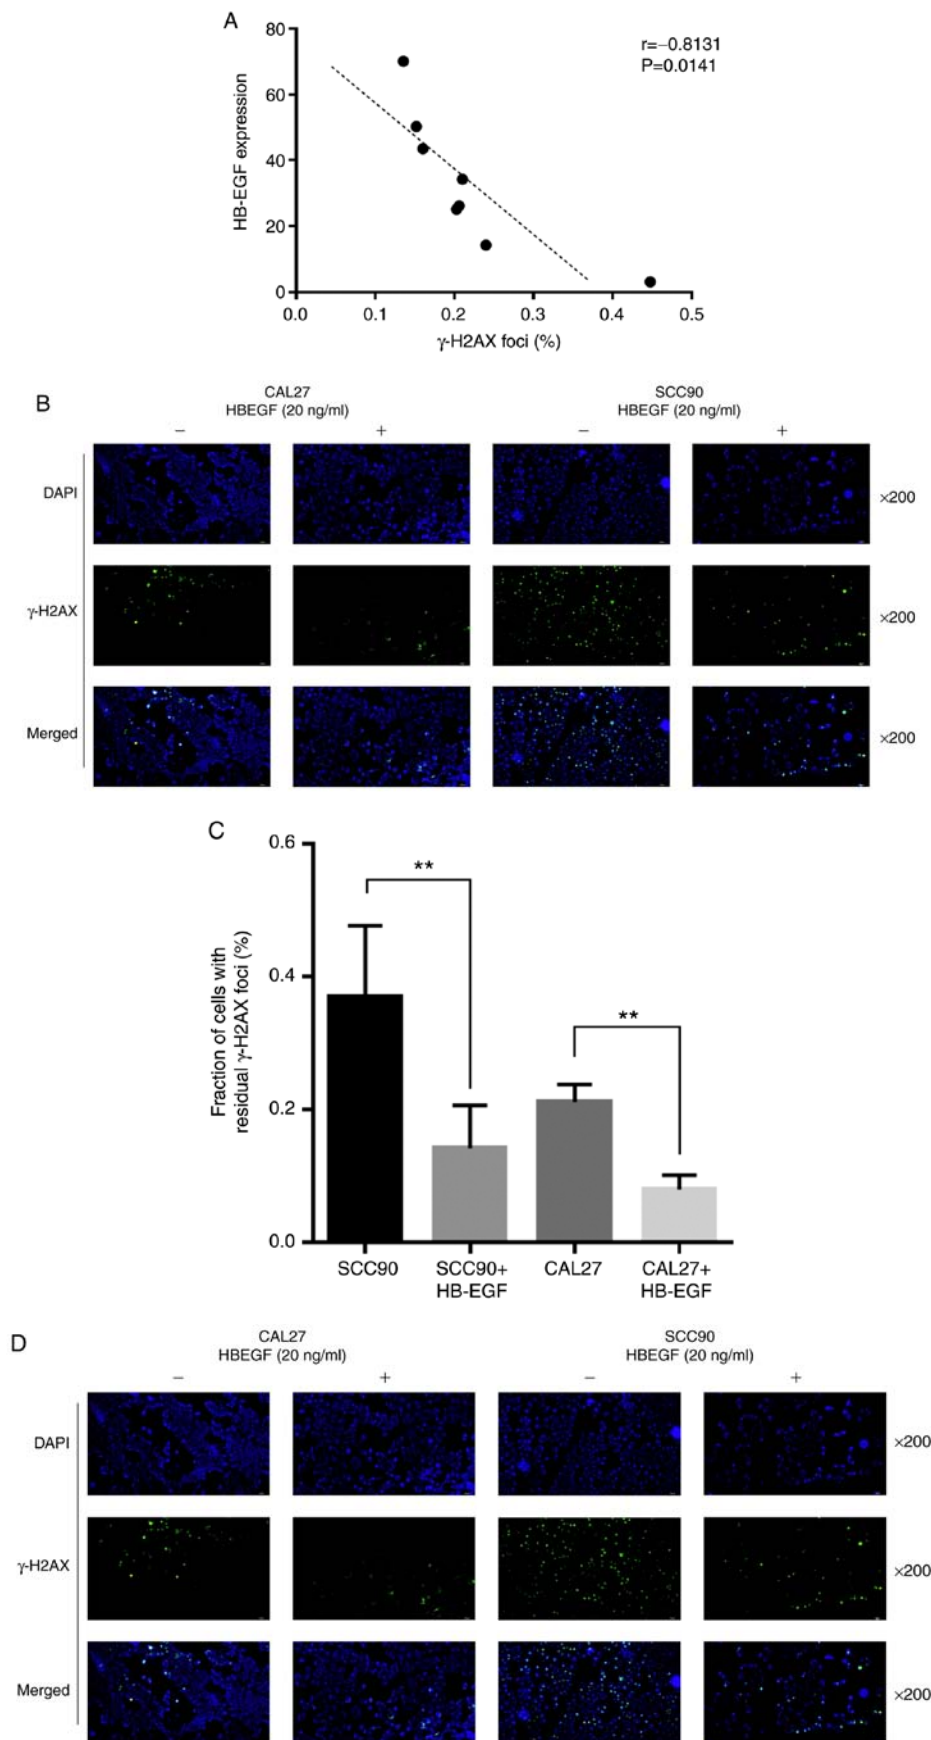 A
80
60
40
20
0
HB-EGF expression
r=−0.8131
P=0.0141
0.0 0.1 0.2 0.3 0.4 0.5
γ-H2AX foci (%)
B
CAL27 SCC90
HBEGF (20 ng/ml) HBEGF (20 ng/ml)
− + − +
DAPI ×200
γ-H2AX ×200
Merged ×200
C
0.6
0.4
0.2
0.0
Fraction of cells with
residual γ-H2AX foci (%)
**
**
SCC90 SCC90+ CAL27 CAL27+
HB-EGF HB-EGF
D
CAL27 SCC90
HBEGF (20 ng/ml) HBEGF (20 ng/ml)
− + − +
DAPI ×200
γ-H2AX ×200
Merged ×200